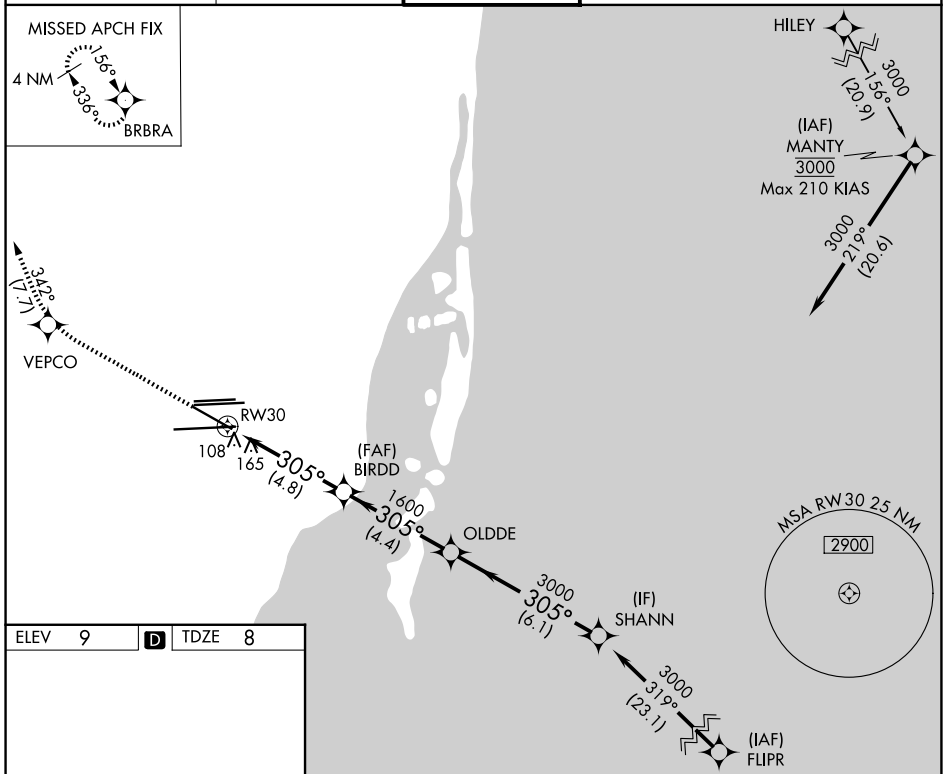 MISSED APCH FIX
4 NM
156°
336°
BRBRA
HILEY
3000
156°
(20.9)
(IAF)
MANTY
3000
Max 210 KIAS
3000
219°
(20.6)
342°
(7.7)
VEPCO
RW30
108
165
305°
(4.8)
(FAF)
BIRDD
1600
305°
(4.4)
OLDDE
3000
305°
(6.1)
(IF)
SHANN
3000
319°
(23.1)
(IAF)
FLIPR
MSA RW30 25 NM
2900
ELEV 9 D TDZE 8